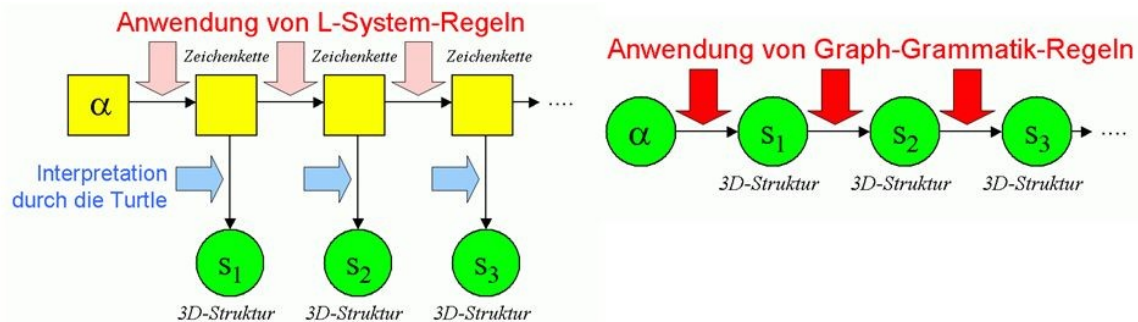 Anwendung von L-System-Regeln
Zeichenkette
Zeichenkette
Zeichenkette
α
....
Interpretation
durch die Turtle
s1
s2
s3
3D-Struktur
3D-Struktur
3D-Struktur
Anwendung von Graph-Grammatik-Regeln
α
s1
s2
s3
....
3D-Struktur
3D-Struktur
3D-Struktur